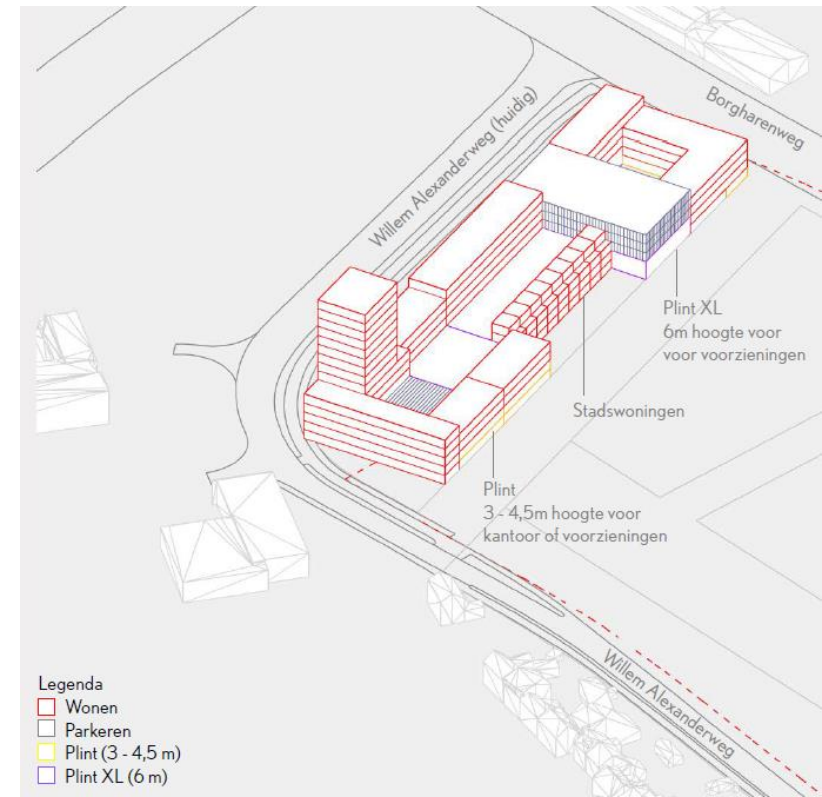 Borgharenweg
Willem Alexanderweg (huidig)
Plint XL
6m hoogte voor
voor voorzieningen
Stadswoningen
Plint
3 - 4,5m hoogte voor
kantoor of voorzieningen
Willem Alexanderweg
Legenda
Wonen
Parkeren
Plint (3 - 4,5 m)
Plint XL (6 m)